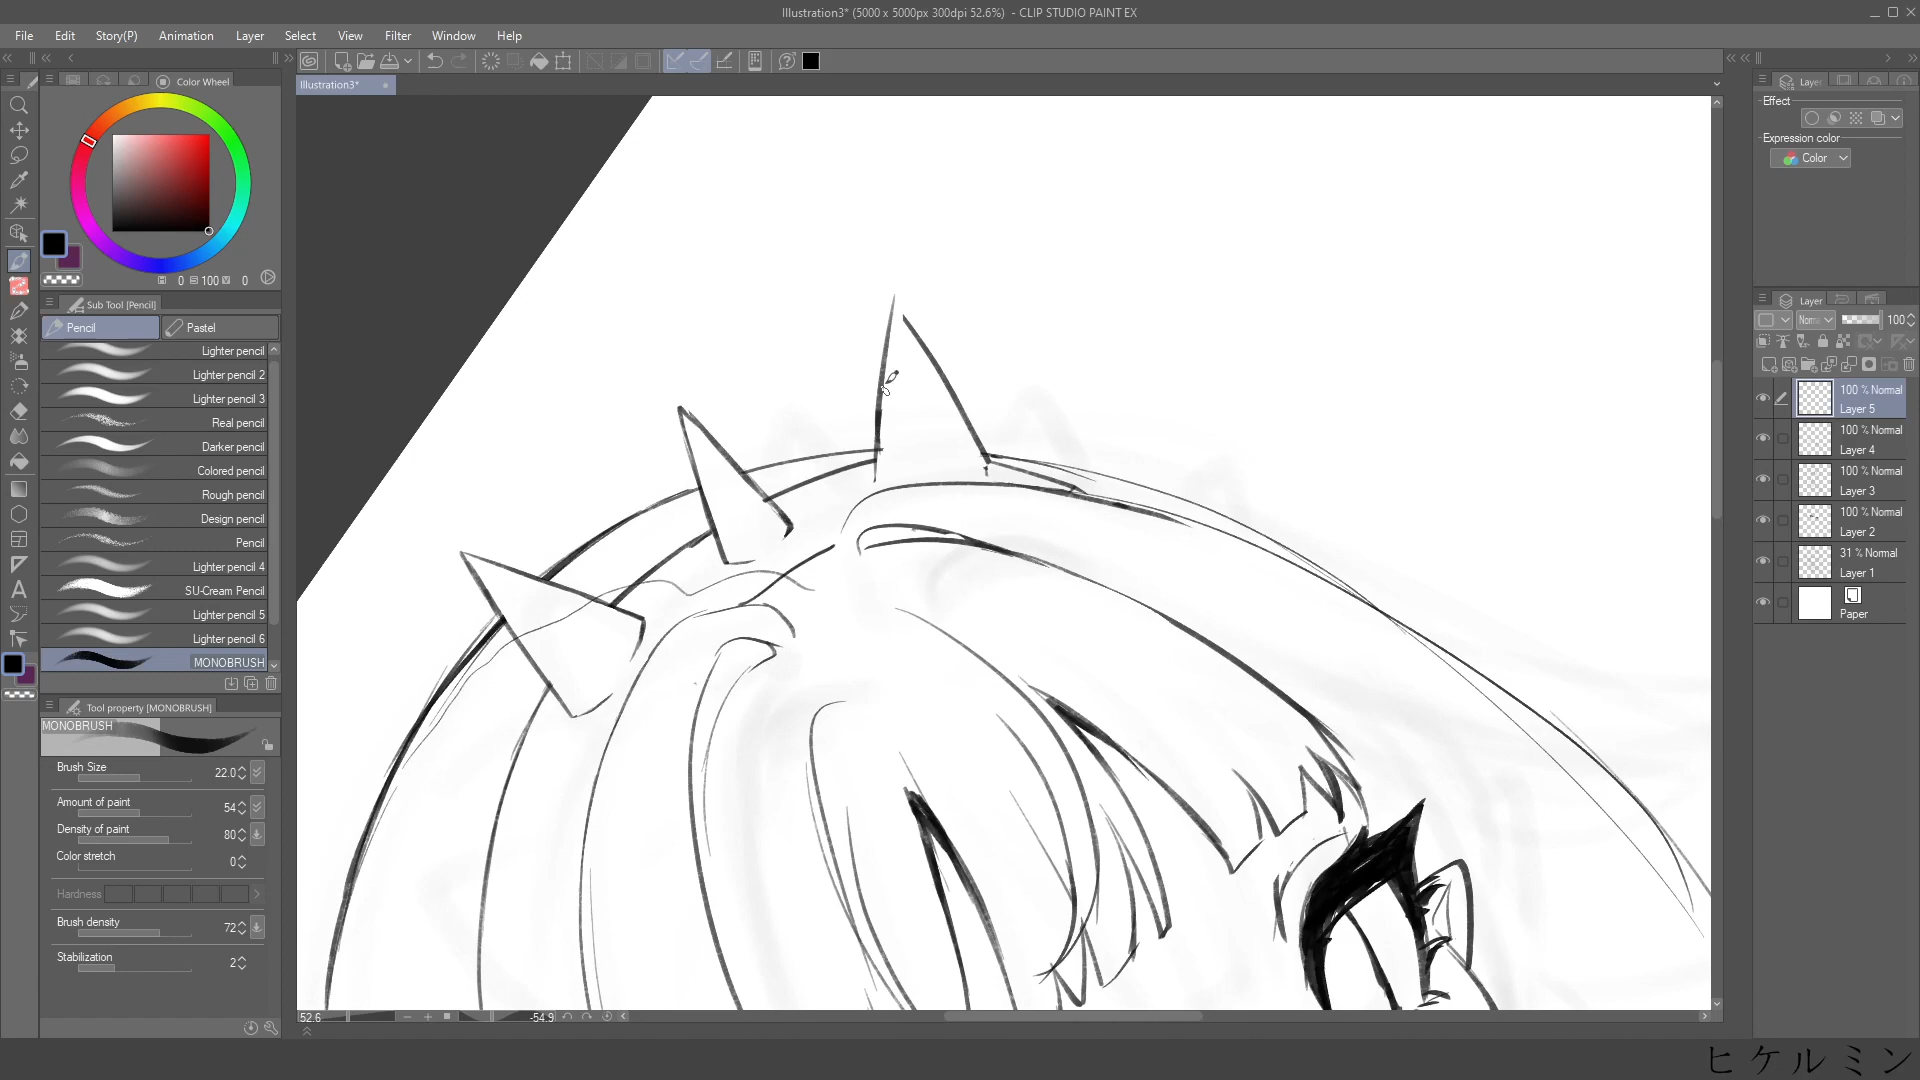 Illustration3* (5000 x 5000px 300dpi 52.6%) - CLIP STUDIO PAINT EX
File Edit Story(P) Animation Layer Select View Filter Window Help
Color Wheel
Illustration3*
0 100 0
Sub Tool [Pencil]
Pencil Pastel
Lighter pencil
Lighter pencil 2
Lighter pencil 3
Real pencil
Darker pencil
Colored pencil
Rough pencil
Design pencil
Pencil
Lighter pencil 4
SU-Cream Pencil
Lighter pencil 5
Lighter pencil 6
MONOBRUSH
Tool property [MONOBRUSH]
MONOBRUSH
Brush Size 22.0
Amount of paint 54
Density of paint 80
Color stretch 0
Hardness
Brush density 72
Stabilization 2
52.6 -54.9
Layer
Effect
Expression color
Color
Layer
Norm 100
100 % Normal
Layer 5
100 % Normal
Layer 4
100 % Normal
Layer 3
100 % Normal
Layer 2
31 % Normal
Layer 1
Paper
ヒケルミン